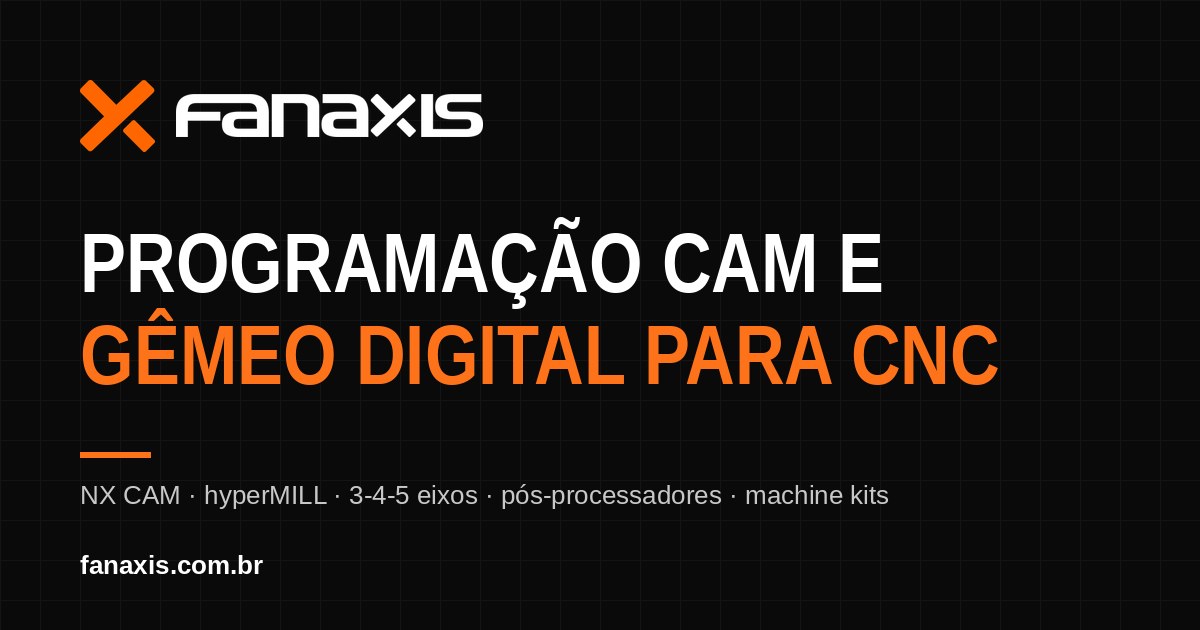 fanaxis
PROGRAMAÇÃO CAM E
GÊMEO DIGITAL PARA CNC
NX CAM · hyperMILL · 3-4-5 eixos · pós-processadores · machine kits
fanaxis.com.br